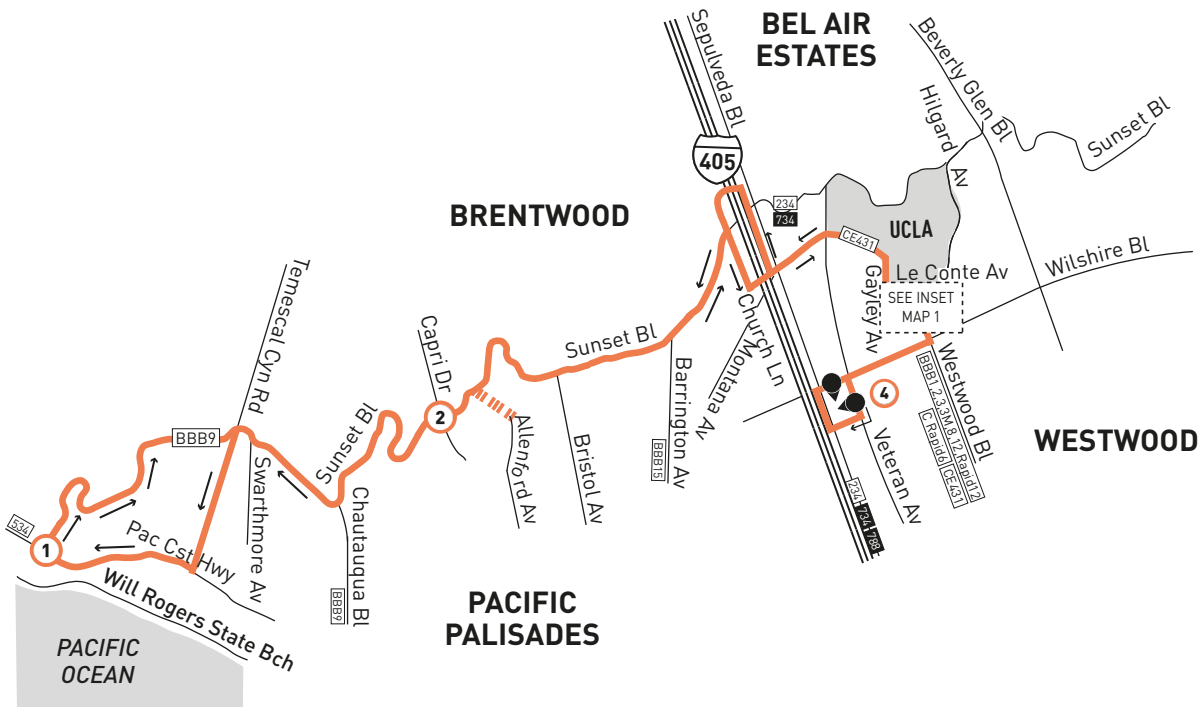 BEL AIR
ESTATES
Sepulveda Bl
Beverly Glen Bl
Hilgard
Av
Sunset Bl
405
BRENTWOOD
234
734
UCLA
CE431
Wilshire Bl
Le Conte Av
SEE INSET
MAP 1
Gayley Av
Temescal Cyn Rd
Capri Dr
Sunset Bl
Church Ln
Montana Av
Barrington Av
BBB15
Westwood Bl
BBB1,2,3,3M,8,12,Rapid12
C Rapid6
CE431
4
WESTWOOD
Veteran Av
234
734
788
2
Allenford Av
Bristol Av
Sunset Bl
BBB9
Swarthmore Av
Chautauqua Bl
BBB9
534
1
Pac Cst Hwy
Will Rogers State Bch
PACIFIC
PALISADES
PACIFIC
OCEAN